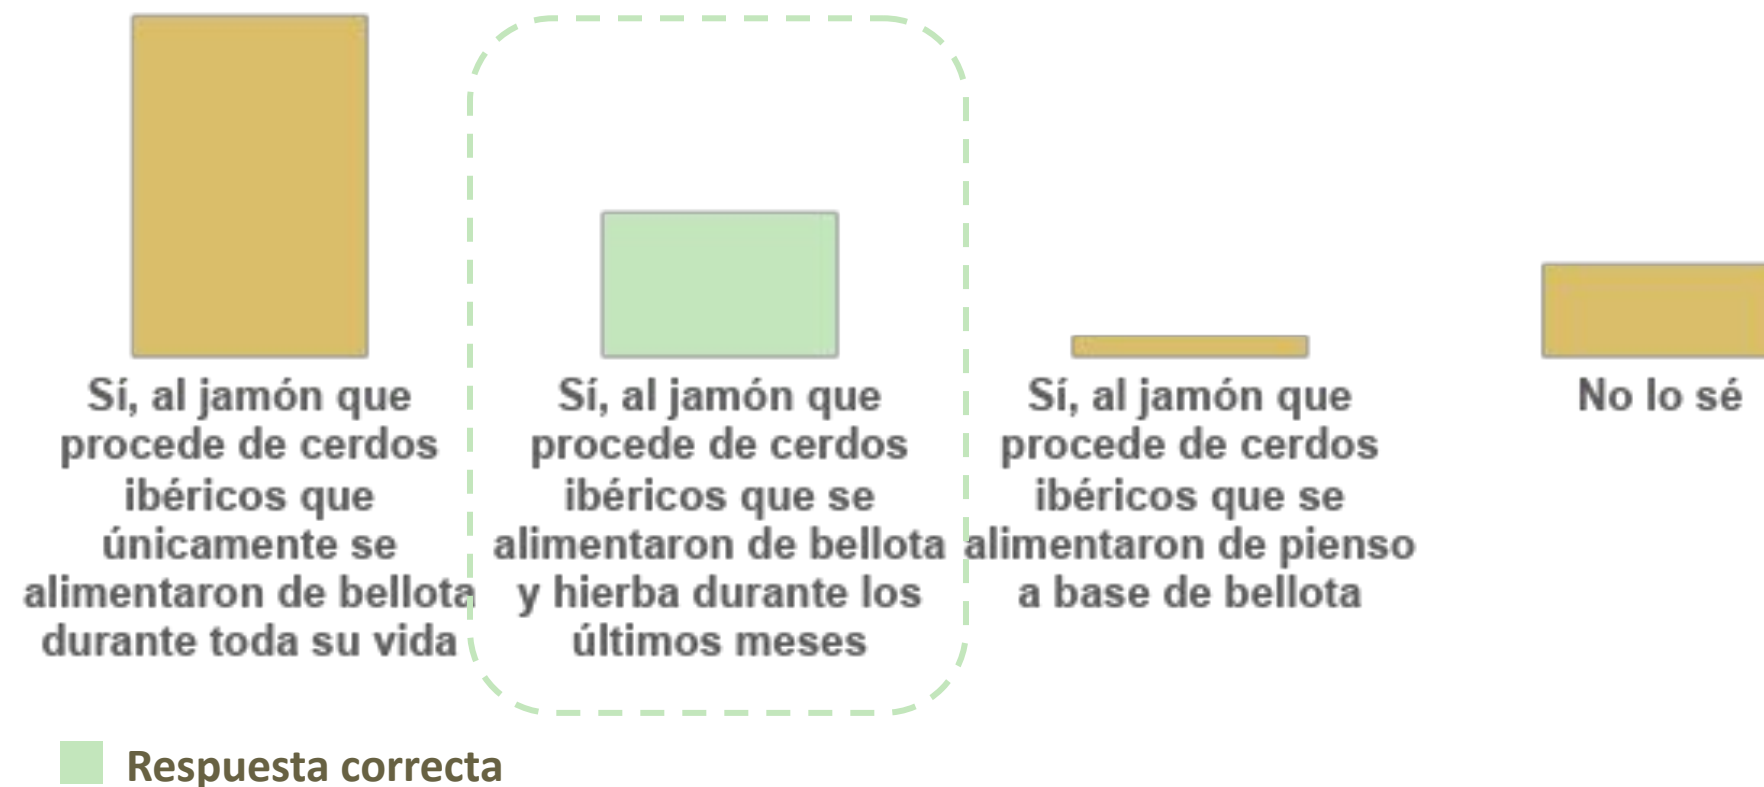 Sí, al jamón que
procede de cerdos
ibéricos que
únicamente se
alimentaron de bellota
durante toda su vida
Sí, al jamón que
procede de cerdos
ibéricos que se
alimentaron de bellota
y hierba durante los
últimos meses
Sí, al jamón que
procede de cerdos
ibéricos que se
alimentaron de pienso
a base de bellota
No lo sé
Respuesta correcta